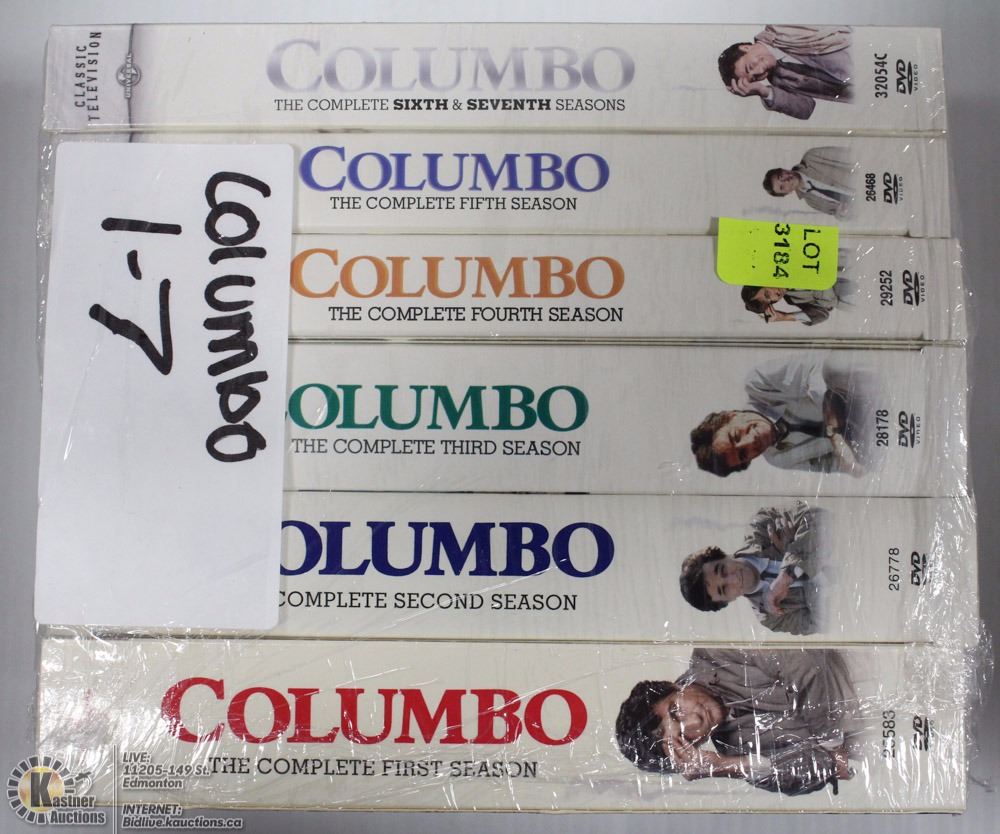 CLASSIC
TELEVISION
UNIVERSAL
COLUMBO
THE COMPLETE SIXTH & SEVENTH SEASONS
32054C
DVD
VIDEO
COLUMBO
THE COMPLETE FIFTH SEASON
26468
DVD
VIDEO
columbo
1-7
COLUMBO
THE COMPLETE FOURTH SEASON
LOT
3184
29252
DVD
VIDEO
OLUMBO
THE COMPLETE THIRD SEASON
28178
DVD
VIDEO
OLUMBO
COMPLETE SECOND SEASON
26778
DVD
COLUMBO
THE COMPLETE FIRST SEASON
DVD
Kastner
Auctions
LIVE:
11205-149 St.
Edmonton
INTERNET:
Bidlive.kauctions.ca